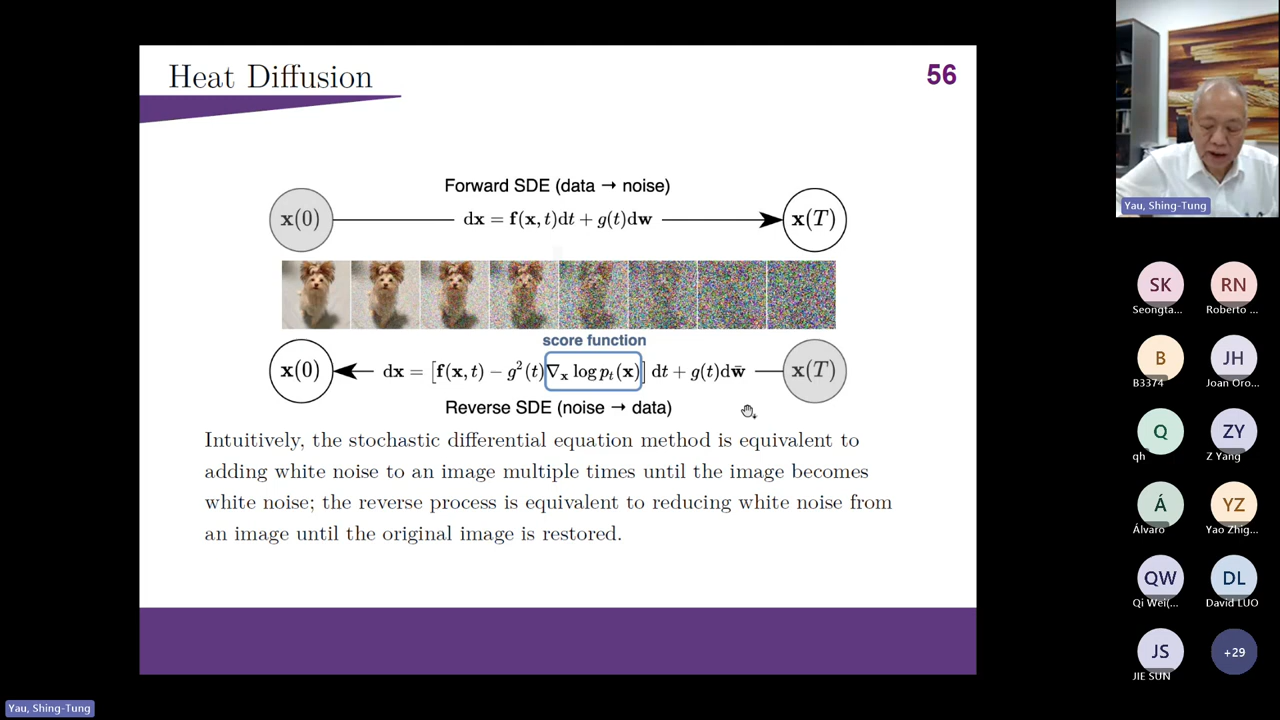 Heat Diffusion
56
Forward SDE (data → noise)
x(0)
dx = f(x, t)dt + g(t)dw
x(T)
score function
x(0)
dx = [f(x, t) − g²(t)∇ₓ log pₜ(x)] dt + g(t)dw̄
x(T)
Reverse SDE (noise → data)
Intuitively, the stochastic differential equation method is equivalent to
adding white noise to an image multiple times until the image becomes
white noise; the reverse process is equivalent to reducing white noise from
an image until the original image is restored.
Yau, Shing-Tung
SK
RN
Seongta...
Roberto ...
B
JH
B3374
Joan Oro...
Q
ZY
qh
Z Yang
Á
YZ
Álvaro
Yao Zhig...
QW
DL
Qi Wei(...
David LUO
JS
+29
JIE SUN
Yau, Shing-Tung